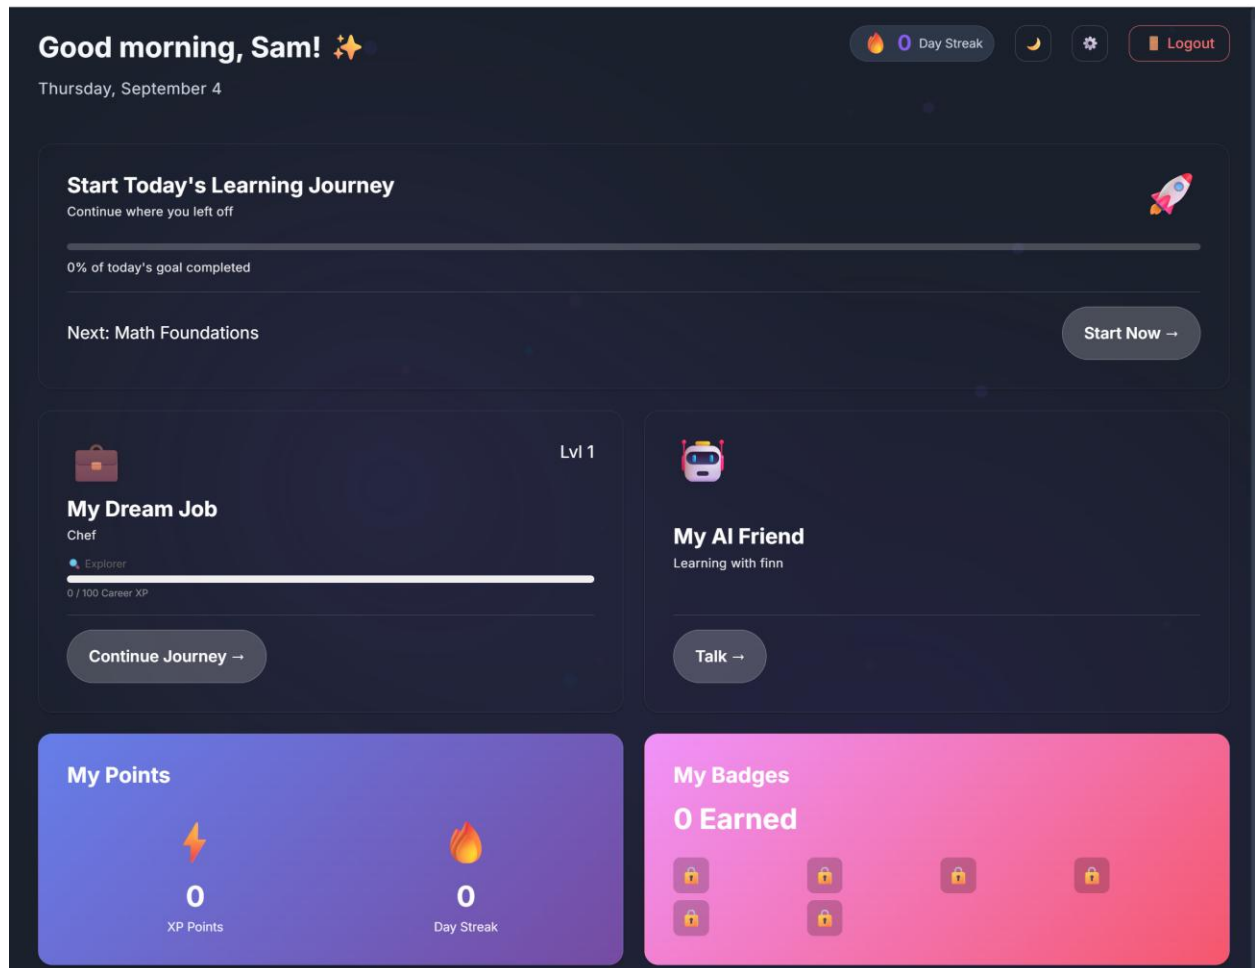 Good morning, Sam! ✨
0 Day Streak
Logout
Thursday, September 4
Start Today's Learning Journey
Continue where you left off
0% of today's goal completed
Next: Math Foundations
Start Now →
Lvl 1
My Dream Job
Chef
Explorer
0 / 100 Career XP
Continue Journey →
My AI Friend
Learning with finn
Talk →
My Points
0
XP Points
0
Day Streak
My Badges
0 Earned